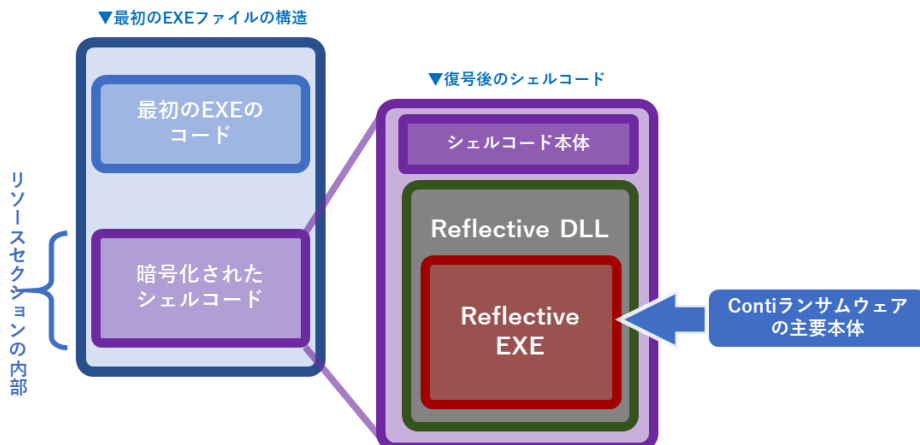 ▼最初のEXEファイルの構造
最初のEXEの
コード
リソースセクションの内部
暗号化された
シェルコード
▼復号後のシェルコード
シェルコード本体
Reflective DLL
Reflective
EXE
Contiランサムウェア
の主要本体